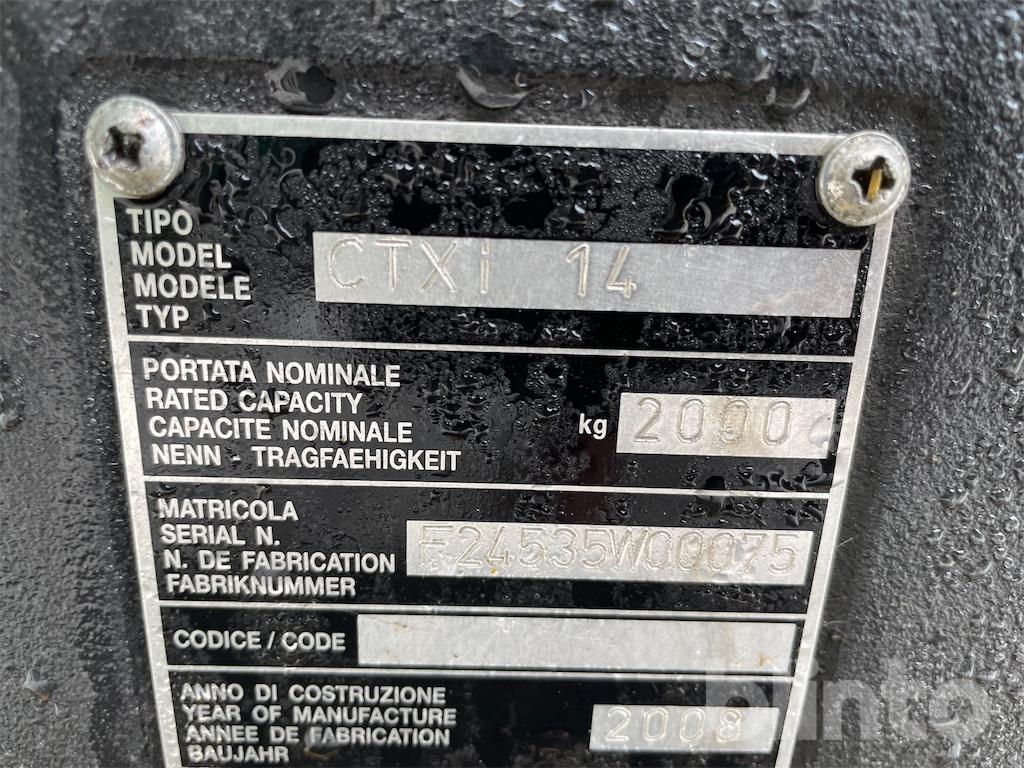 TIPO
MODEL
MODELE
TYP
CTXi 14
PORTATA NOMINALE
RATED CAPACITY
CAPACITE NOMINALE
NENN - TRAGFAEHIGKEIT
kg 2000
MATRICOLA
SERIAL N.
N. DE FABRICATION
FABRIKNUMMER
F24535W00075
CODICE / CODE
ANNO DI COSTRUZIONE
YEAR OF MANUFACTURE
ANNEE DE FABRICATION
BAUJAHR
2008
blinto